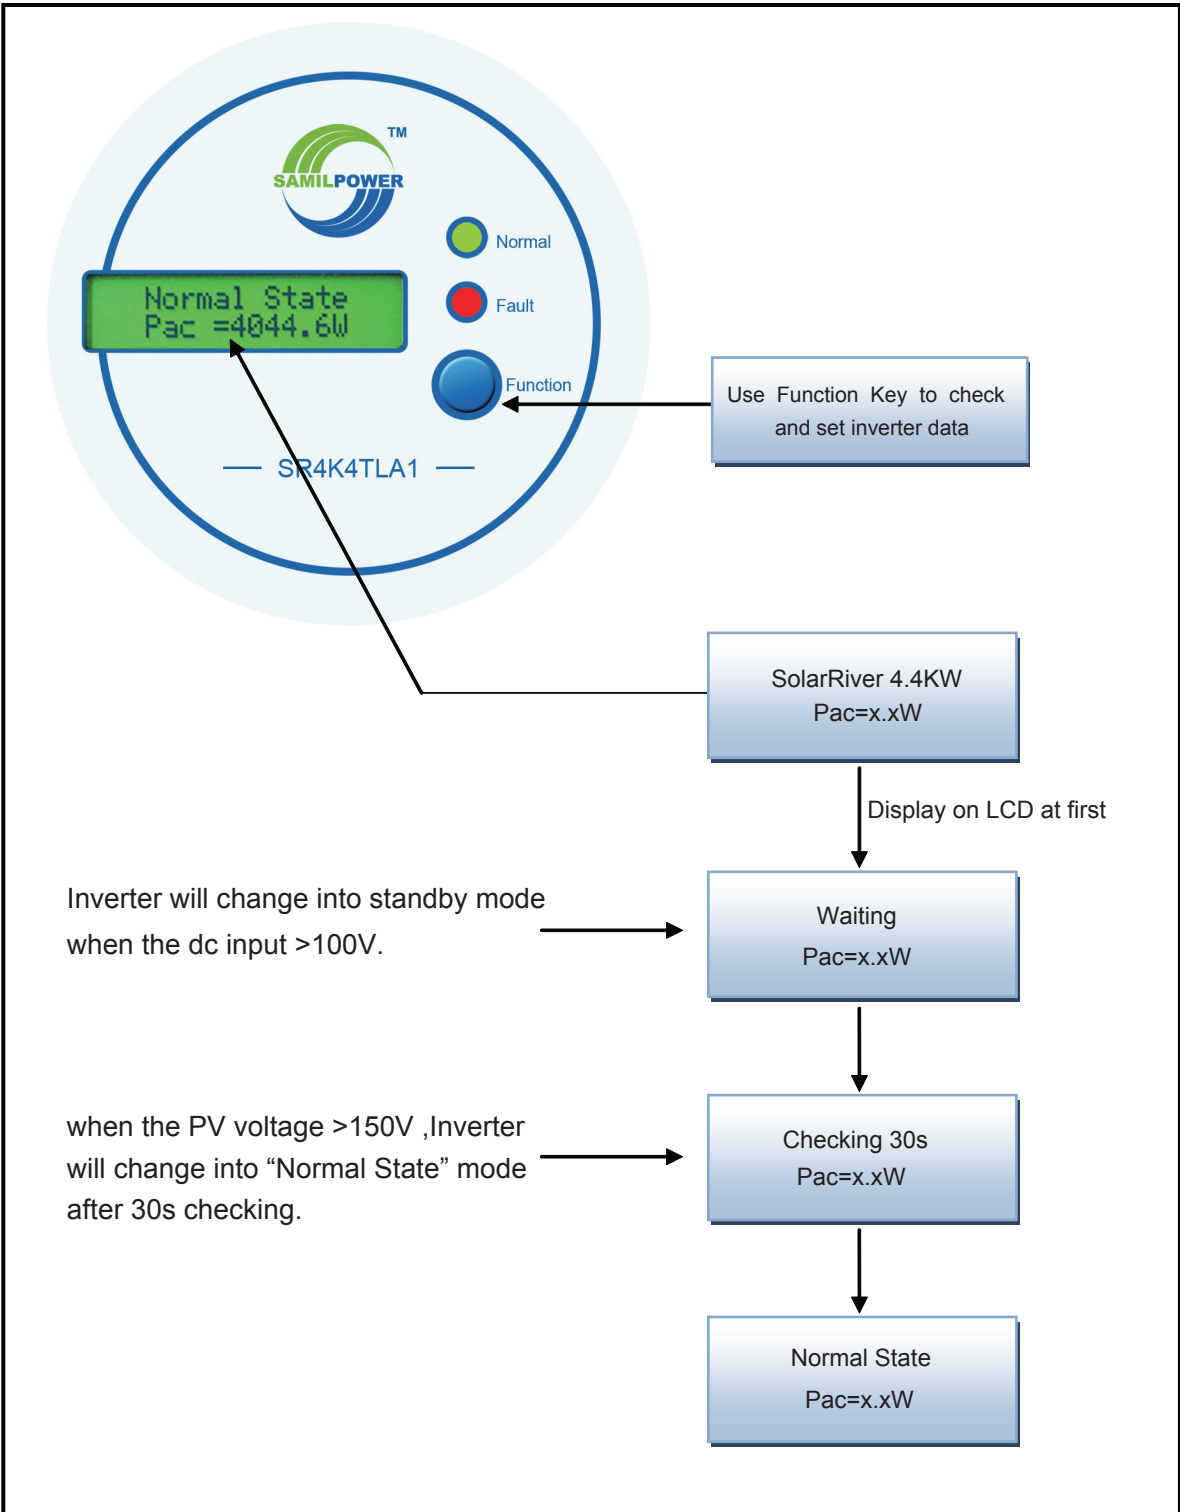 TM
SAMILPOWER
Normal
Normal State
Pac =4044.6W
Fault
Function
Use Function Key to check
and set inverter data
SR4K4TLA1
SolarRiver 4.4KW
Pac=x.xW
Display on LCD at first
Inverter will change into standby mode
when the dc input >100V.
Waiting
Pac=x.xW
when the PV voltage >150V ,Inverter
will change into “Normal State” mode
after 30s checking.
Checking 30s
Pac=x.xW
Normal State
Pac=x.xW